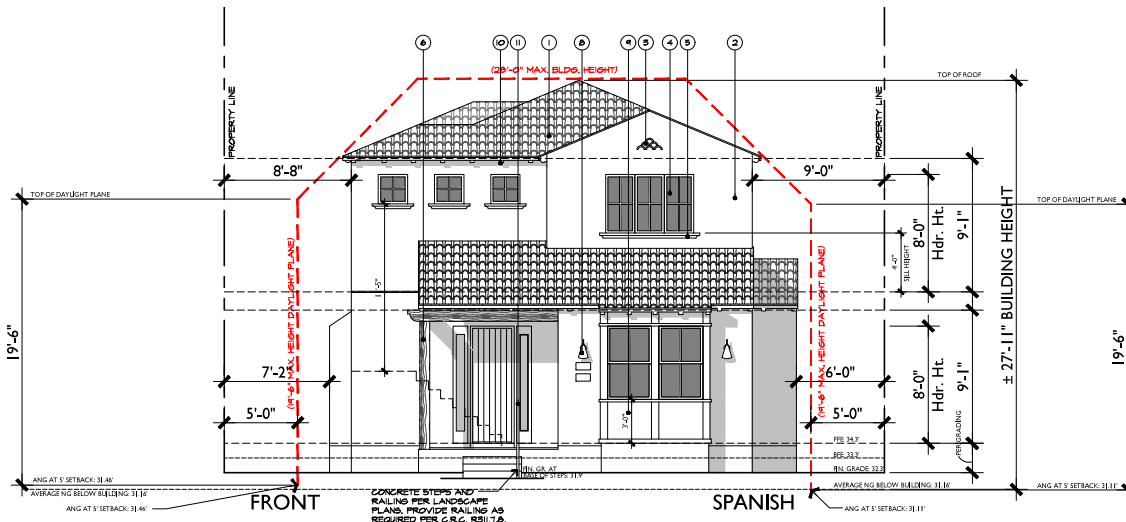 6
10
11
1
8
9
3
4
5
2
(28'-0" MAX. BLDG. HEIGHT)
TOP OF ROOF
PROPERTY LINE
PROPERTY LINE
8'-8"
9'-0"
TOP OF DAYLIGHT PLANE
TOP OF DAYLIGHT PLANE
8'-0"
Hdr. Ht.
9'-1"
4'-0"
SILL HEIGHT
± 27'-11" BUILDING HEIGHT
(19'-6" MAX. HEIGHT DAYLIGHT PLANE)
(19'-6" MAX. HEIGHT DAYLIGHT PLANE)
19'-6"
19'-6"
7'-2"
6'-0"
8'-0"
Hdr. Ht.
9'-1"
5'-0"
5'-0"
3'-0"
PER GRADING
FFE: 34.3'
BFE: 33.3'
FIN. GRADE: 32.3'
FIN. GR. AT
BASE OF STEPS: 31.9'
ANG AT 5' SETBACK: 31.46'
AVERAGE NG BELOW BUILDING: 31.16'
ANG AT 5' SETBACK: 31.46'
AVERAGE NG BELOW BUILDING: 31.16'
ANG AT 5' SETBACK: 31.11'
ANG AT 5' SETBACK: 31.11'
FRONT
SPANISH
CONCRETE STEPS AND
RAILING PER LANDSCAPE
PLANS. PROVIDE RAILING AS
REQUIRED PER C.R.C. R311.7.8.